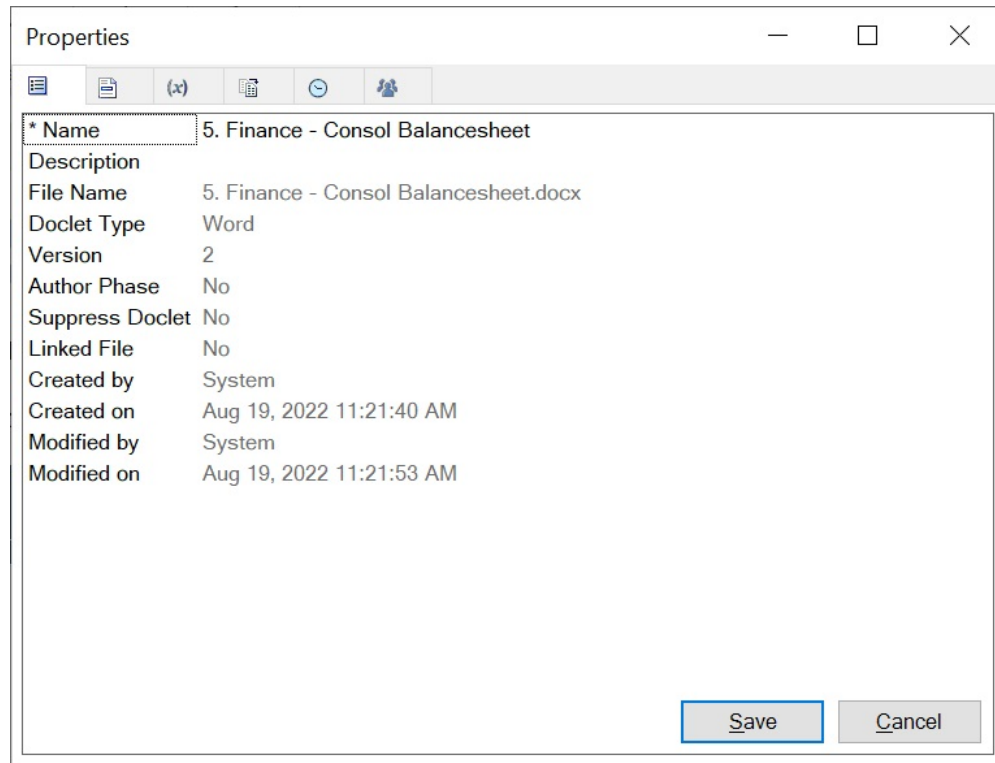 Properties
(x)
* Name 5. Finance - Consol Balancesheet
Description
File Name 5. Finance - Consol Balancesheet.docx
Doclet Type Word
Version 2
Author Phase No
Suppress Doclet No
Linked File No
Created by System
Created on Aug 19, 2022 11:21:40 AM
Modified by System
Modified on Aug 19, 2022 11:21:53 AM
Save Cancel